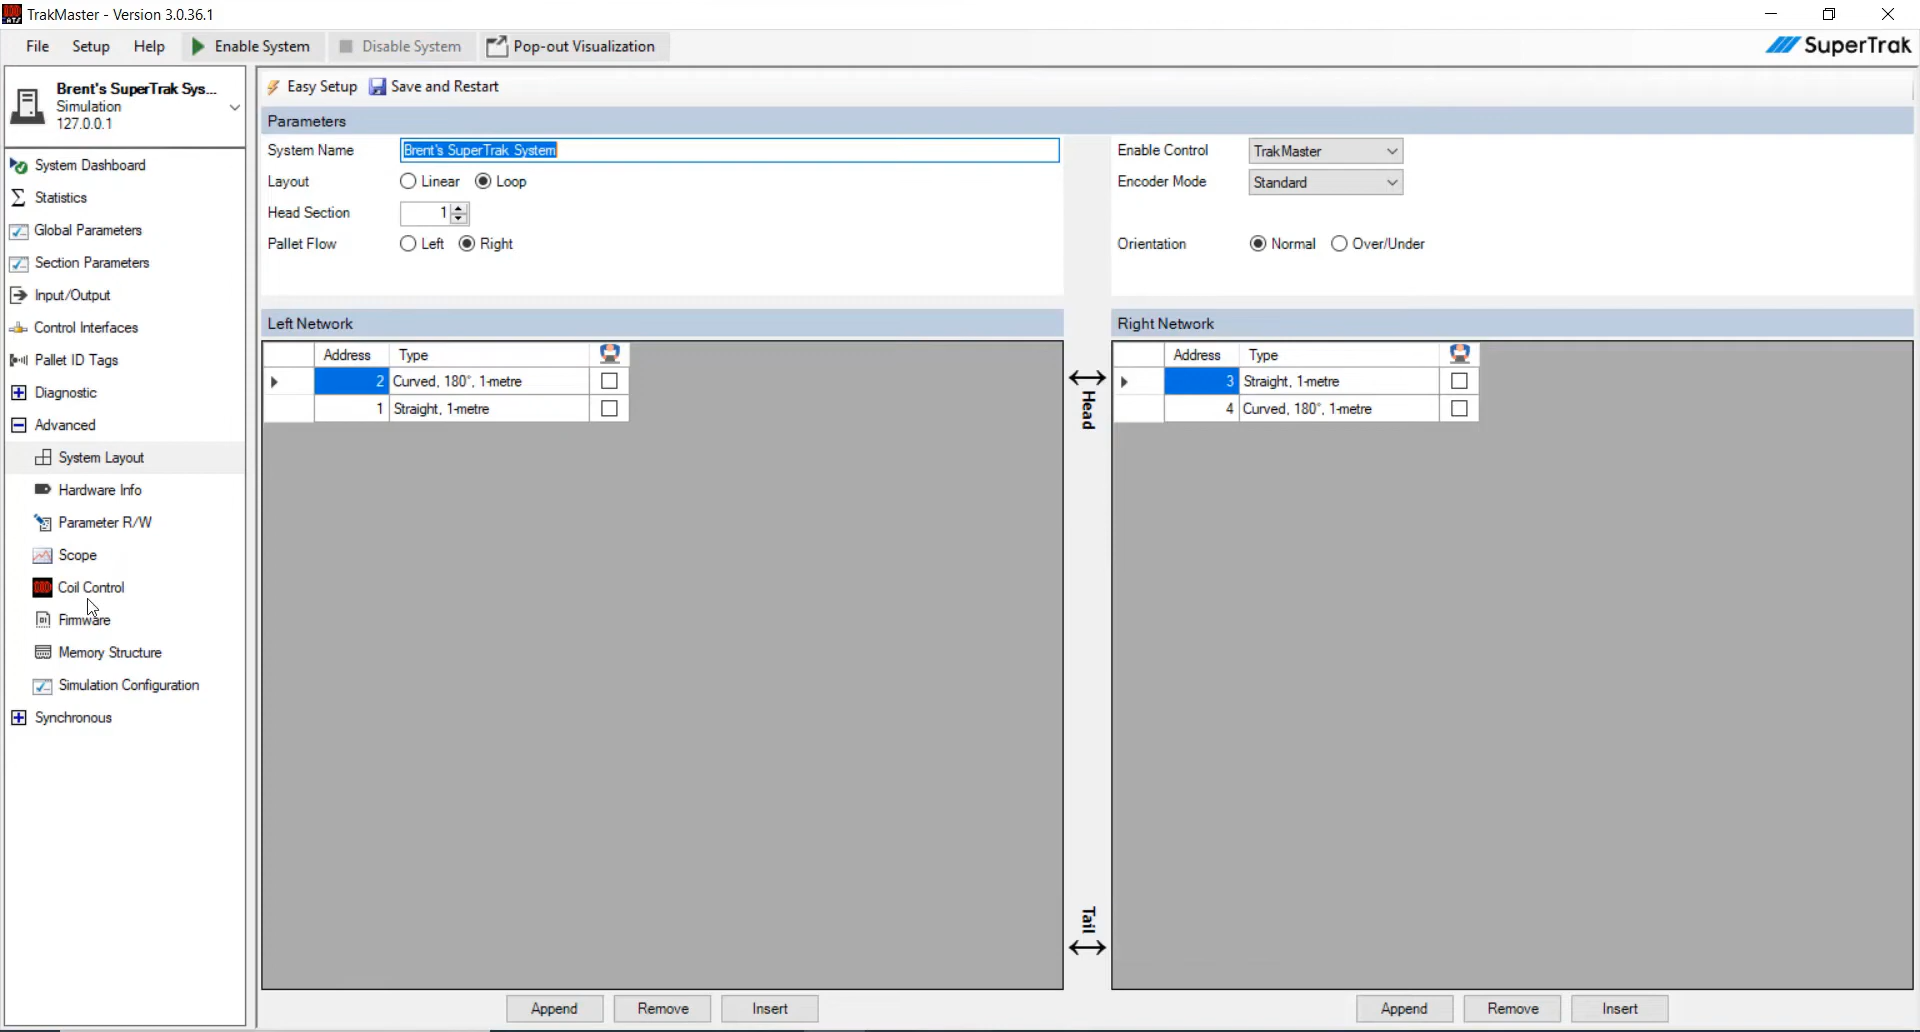 TrakMaster - Version 3.0.36.1
File Setup Help Enable System Disable System Pop-out Visualization
SuperTrak
Brent's SuperTrak Sys...
Simulation
127.0.0.1
System Dashboard
Statistics
Global Parameters
Section Parameters
Input/Output
Control Interfaces
Pallet ID Tags
Diagnostic
Advanced
System Layout
Hardware Info
Parameter R/W
Scope
Coil Control
Firmware
Memory Structure
Simulation Configuration
Synchronous
Easy Setup Save and Restart
Parameters
System Name Brent's SuperTrak System
Layout Linear Loop
Head Section 1
Pallet Flow Left Right
Enable Control TrakMaster
Encoder Mode Standard
Orientation Normal Over/Under
Left Network
Address Type
2 Curved, 180°, 1-metre
1 Straight, 1-metre
Append Remove Insert
Head
Tail
Right Network
Address Type
3 Straight, 1-metre
4 Curved, 180°, 1-metre
Append Remove Insert